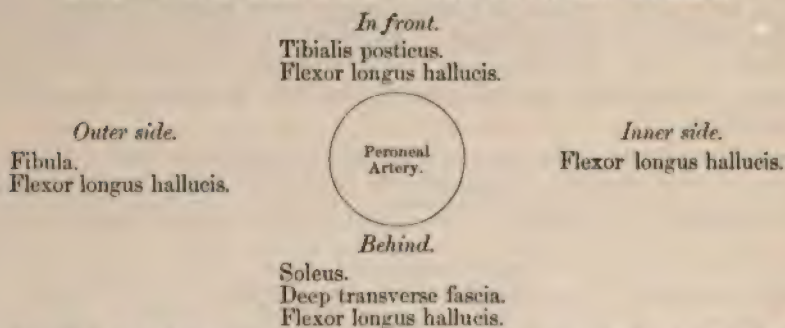 In front.
Tibialis posticus.
Flexor longus hallucis.
Outer side.
Fibula.
Flexor longus hallucis.
Peroneal
Artery.
Inner side.
Flexor longus hallucis.
Behind.
Soleus.
Deep transverse fascia.
Flexor longus hallucis.